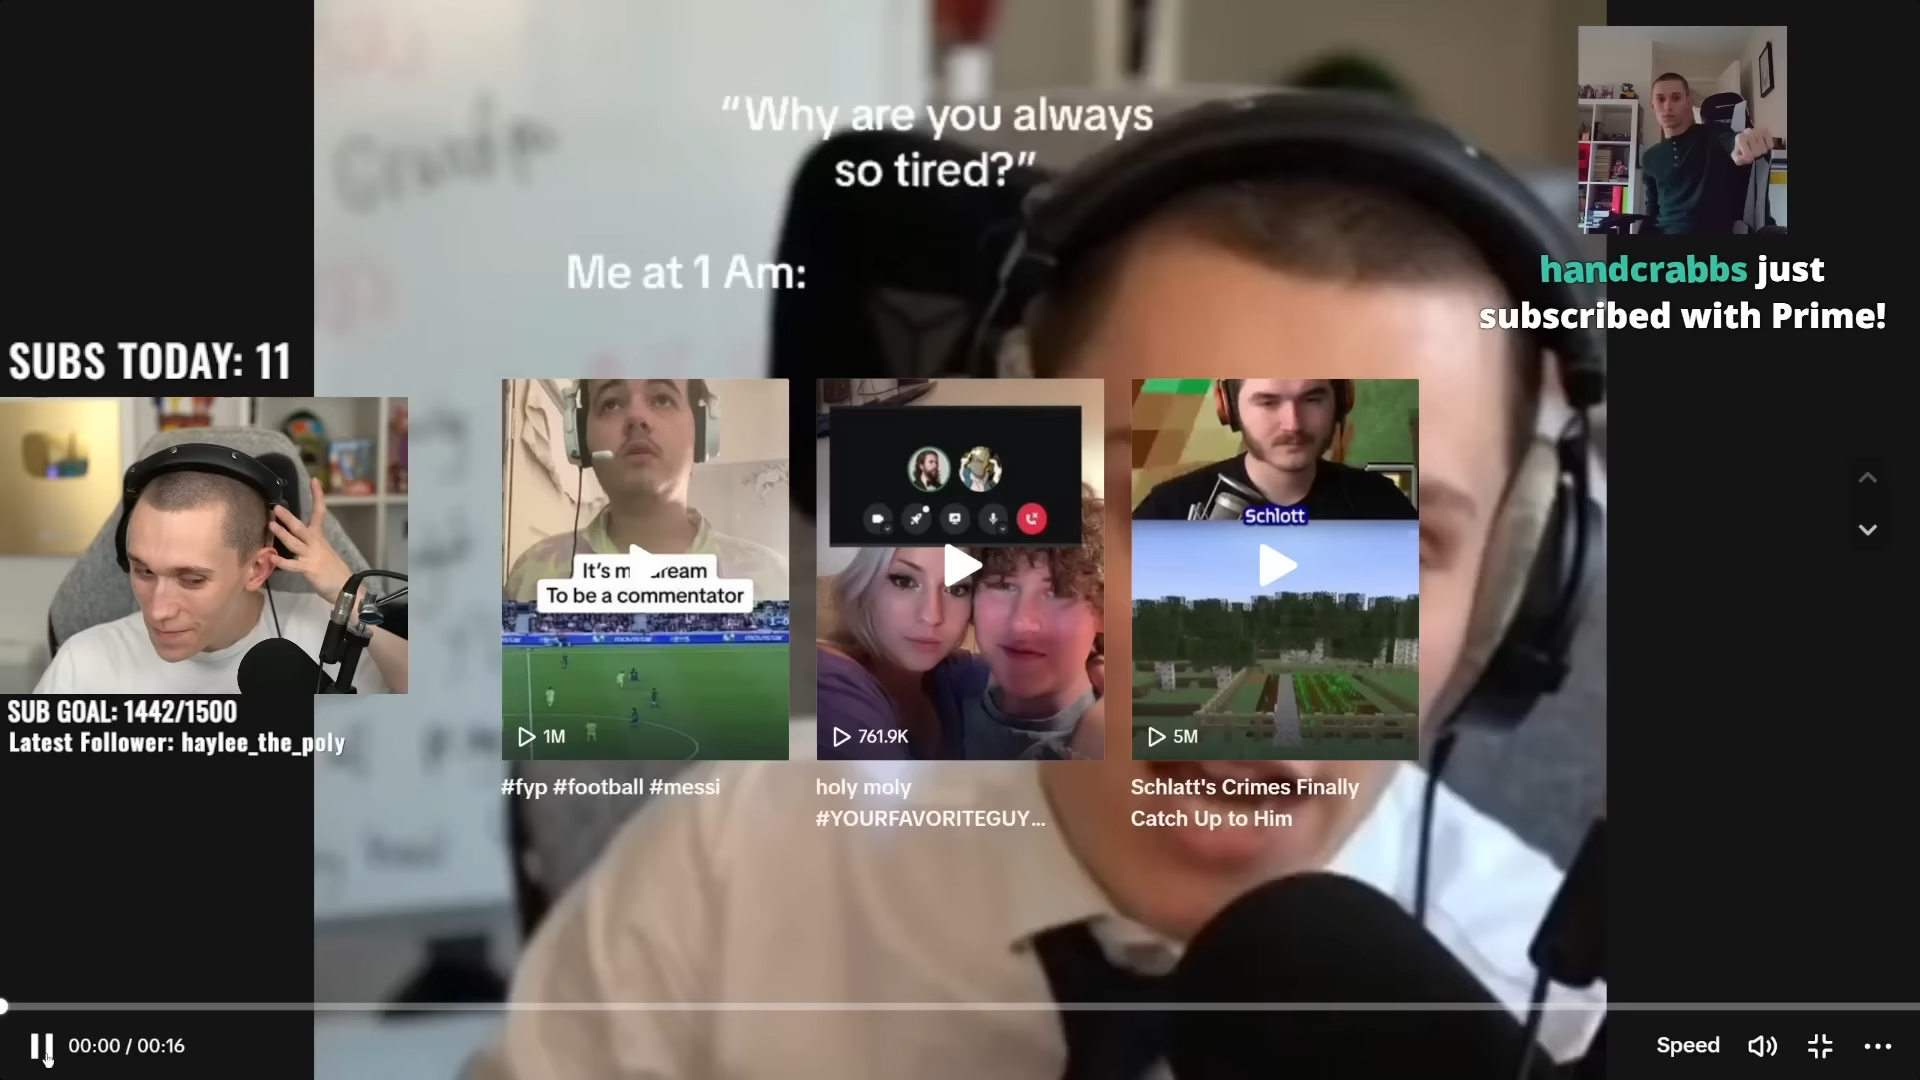 “Why are you always
so tired?”
Me at 1 Am:
handcrabbs just
subscribed with Prime!
SUBS TODAY: 11
Schlott
To be a commentator
movistar
1M
761.9K
5M
SUB GOAL: 1442/1500
Latest Follower: haylee_the_poly
#fyp #football #messi
holy moly
#YOURFAVORITEGUY...
Schlatt's Crimes Finally
Catch Up to Him
00:00 / 00:16
Speed